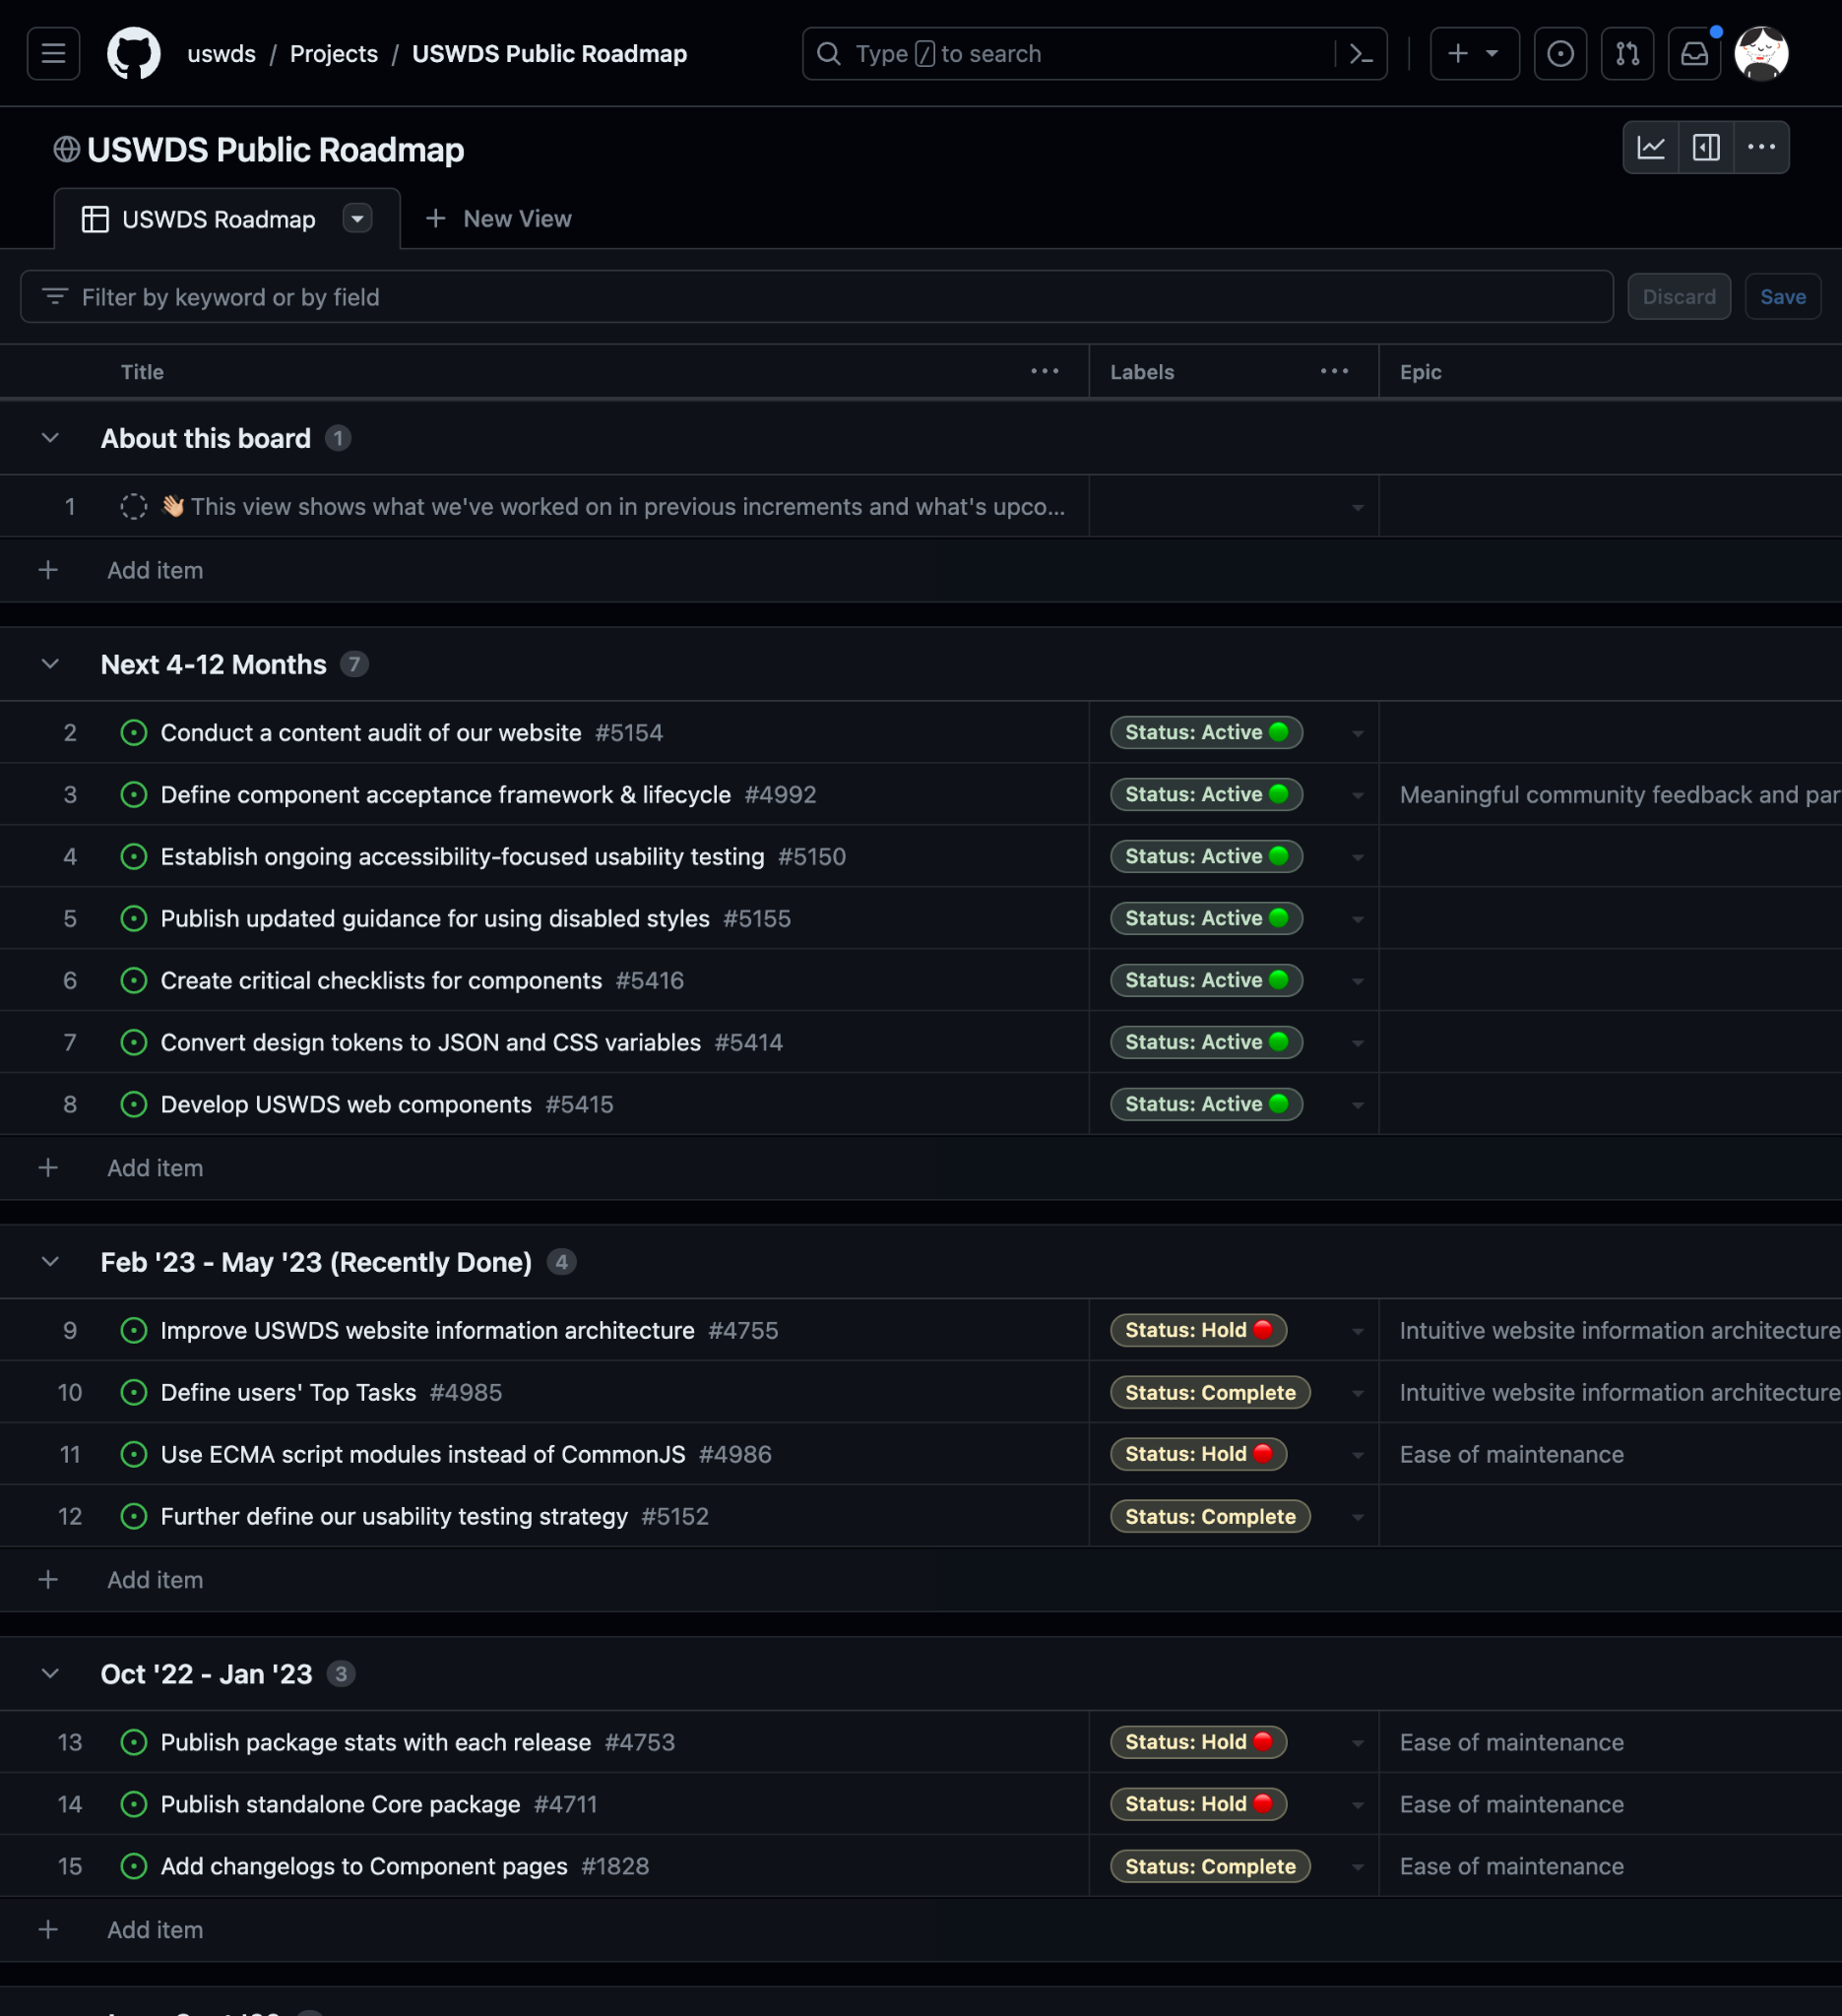 uswds / Projects / USWDS Public Roadmap
Type / to search
USWDS Public Roadmap
USWDS Roadmap
New View
Filter by keyword or by field
Discard
Save
Title
Labels
Epic
About this board 1
1 👋🏼 This view shows what we've worked on in previous increments and what's upco...
Add item
Next 4-12 Months 7
2 Conduct a content audit of our website #5154 Status: Active
3 Define component acceptance framework & lifecycle #4992 Status: Active Meaningful community feedback and par
4 Establish ongoing accessibility-focused usability testing #5150 Status: Active
5 Publish updated guidance for using disabled styles #5155 Status: Active
6 Create critical checklists for components #5416 Status: Active
7 Convert design tokens to JSON and CSS variables #5414 Status: Active
8 Develop USWDS web components #5415 Status: Active
Add item
Feb '23 - May '23 (Recently Done) 4
9 Improve USWDS website information architecture #4755 Status: Hold Intuitive website information architecture
10 Define users' Top Tasks #4985 Status: Complete Intuitive website information architecture
11 Use ECMA script modules instead of CommonJS #4986 Status: Hold Ease of maintenance
12 Further define our usability testing strategy #5152 Status: Complete
Add item
Oct '22 - Jan '23 3
13 Publish package stats with each release #4753 Status: Hold Ease of maintenance
14 Publish standalone Core package #4711 Status: Hold Ease of maintenance
15 Add changelogs to Component pages #1828 Status: Complete Ease of maintenance
Add item